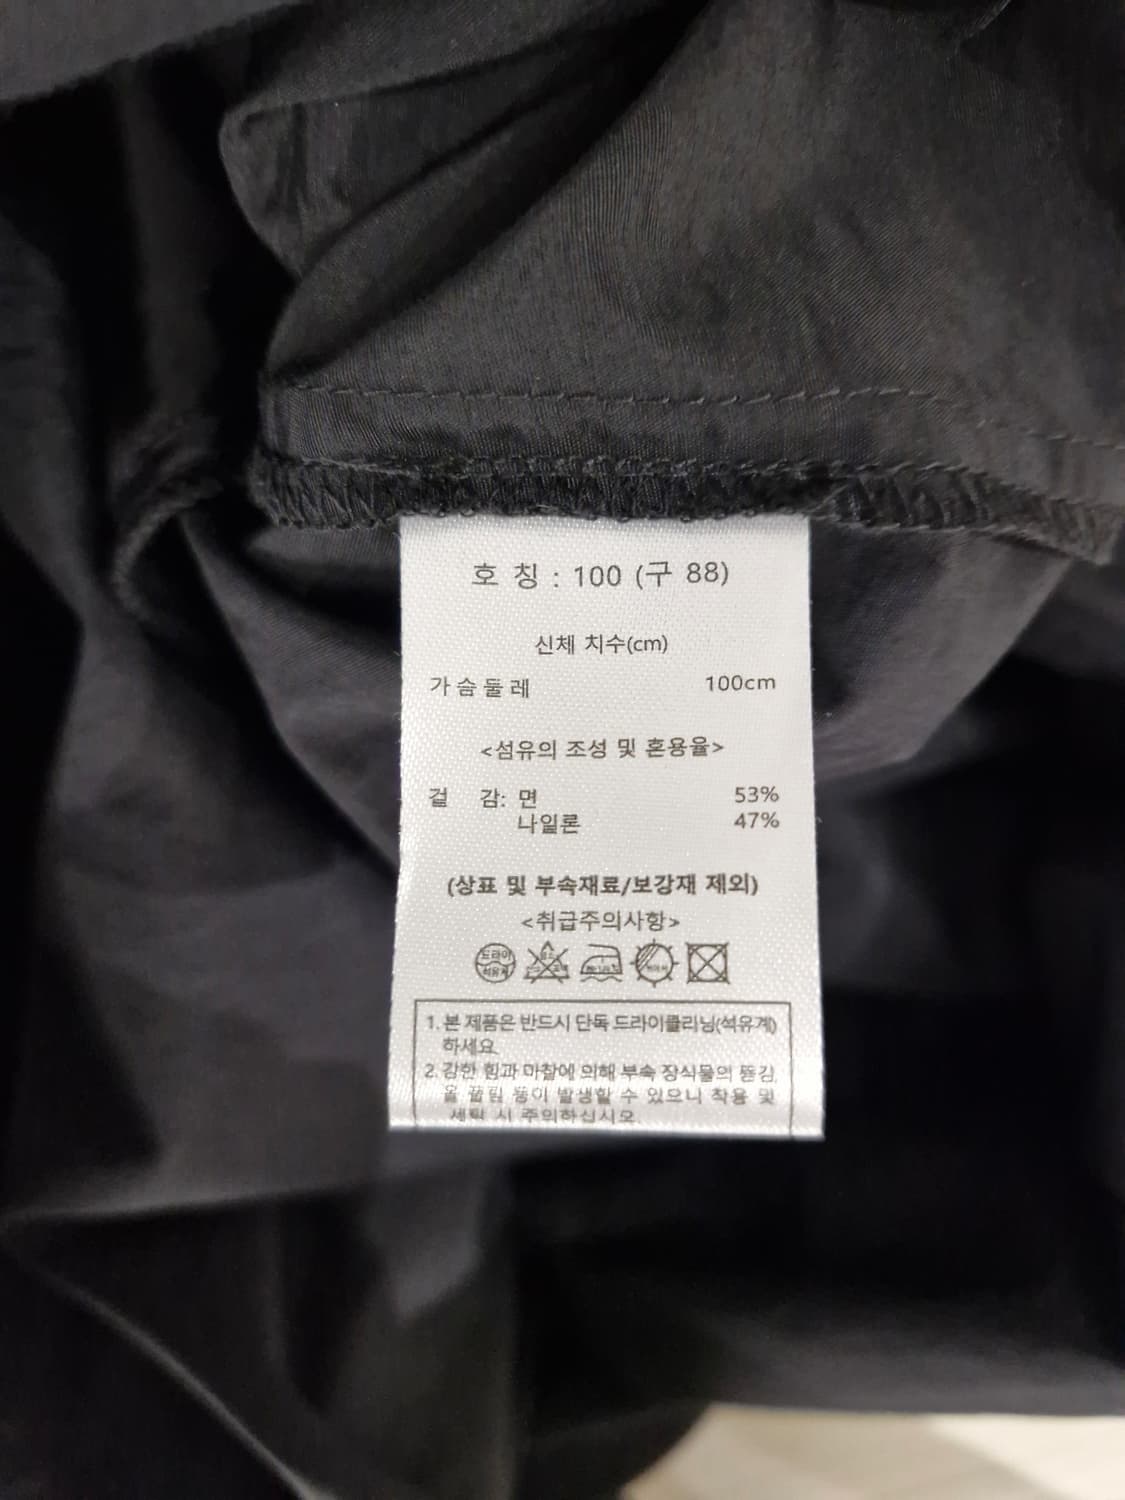 호 칭 : 100 (구 88)
신체 치수(cm)
가슴둘레 100cm
<섬유의 조성 및 혼용율>
겉 감: 면 53%
나일론 47%
(상표 및 부속재료/보강재 제외)
<취급주의사항>
드라이
석유계
1. 본 제품은 반드시 단독 드라이클리닝(석유계)
하세요.
2. 강한 힘과 마찰에 의해 부속 장식물의 뜯김,
올 뜯김 등이 발생할 수 있으니 착용 및
세탁 시 주의하십시오.